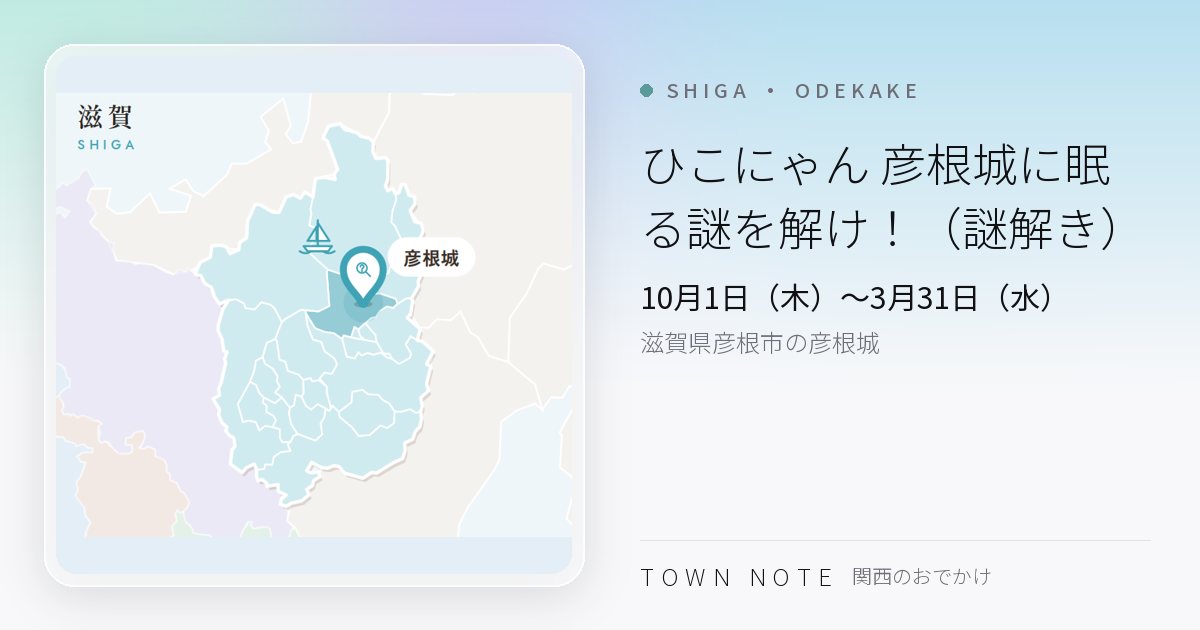 滋賀
SHIGA
彦根城
SHIGA • ODEKAKE
ひこにゃん 彦根城に眠
る謎を解け！（謎解き）
10月1日（木）〜3月31日（水）
滋賀県彦根市の彦根城
TOWN NOTE 関西のおでかけ